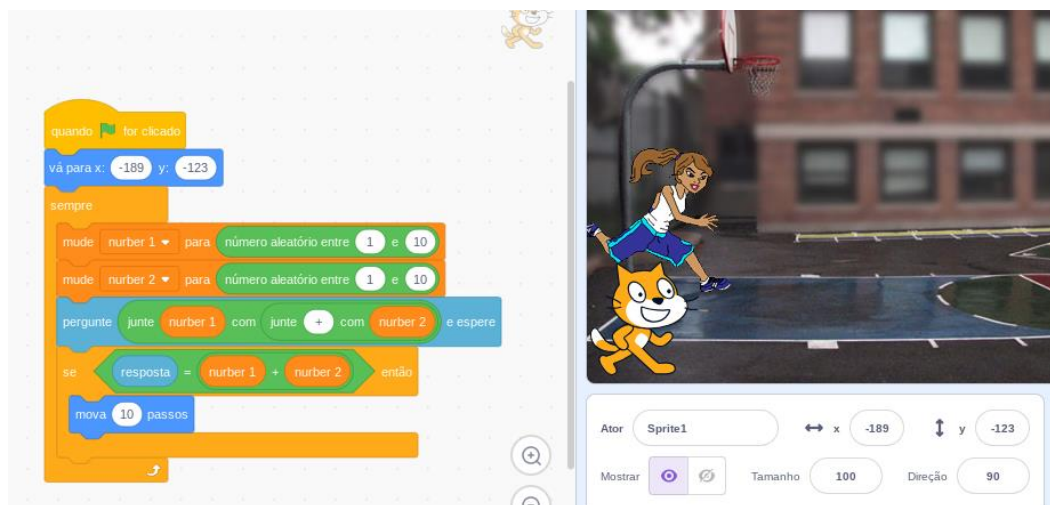 quando for clicado
vá para x: -189 y: -123
sempre
mude nurber 1 para número aleatório entre 1 e 10
mude nurber 2 para número aleatório entre 1 e 10
pergunte junte nurber 1 com junte + com nurber 2 e espere
se resposta = nurber 1 + nurber 2 então
mova 10 passos
Ator Sprite1 x -189 y -123
Mostrar Tamanho 100 Direção 90